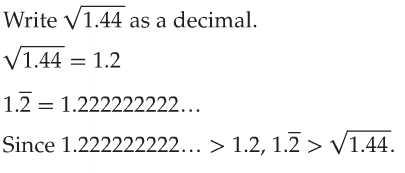 Write √1.44 as a decimal.
√1.44 = 1.2
1.2̅ = 1.222222222…
Since 1.222222222… > 1.2, 1.2̅ > √1.44.